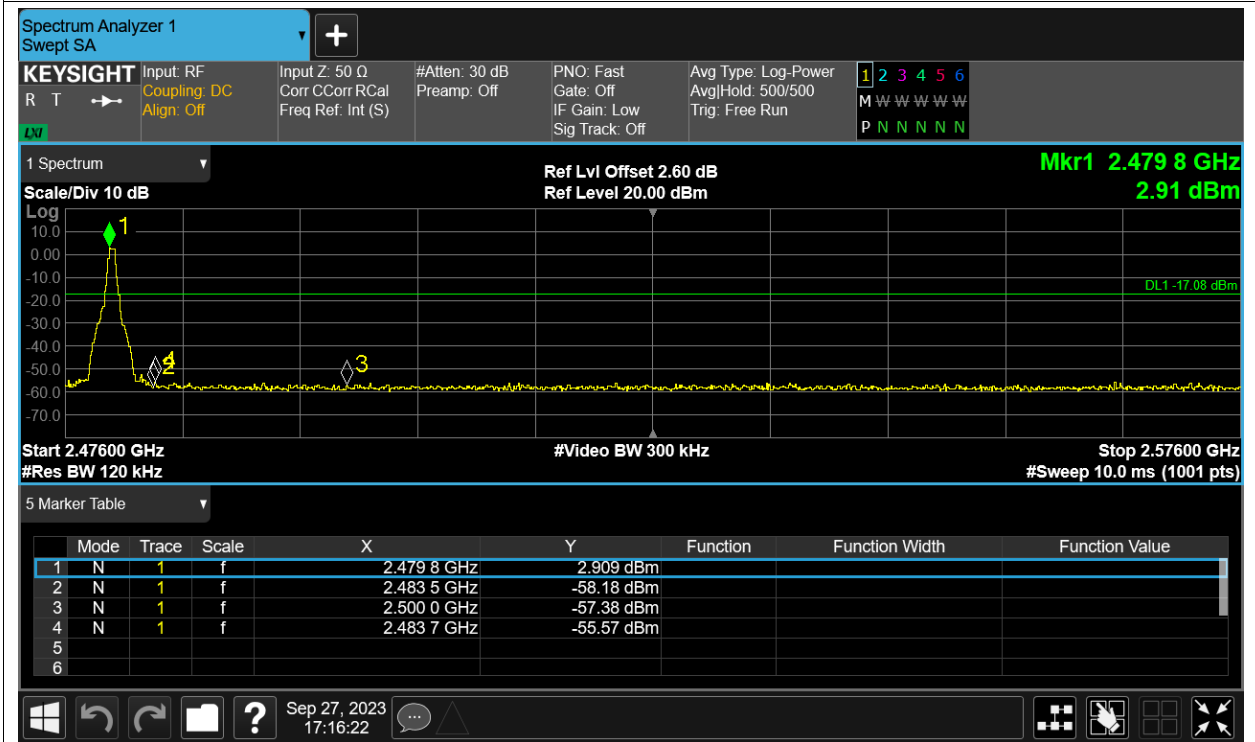 Spectrum Analyzer 1
Swept SA
+
KEYSIGHT Input: RF Input Z: 50 Ω #Atten: 30 dB PNO: Fast Avg Type: Log-Power 1 2 3 4 5 6
R T Coupling: DC Corr CCorr RCal Preamp: Off Gate: Off Avg|Hold: 500/500 M W W W W W
Align: Off Freq Ref: Int (S) IF Gain: Low Trig: Free Run
LXI Sig Track: Off P N N N N N
1 Spectrum Ref Lvl Offset 2.60 dB Mkr1 2.479 8 GHz
Scale/Div 10 dB Ref Level 20.00 dBm 2.91 dBm
Log
1
10.0
0.00
-10.0
DL1 -17.08 dBm
-20.0
-30.0
-40.0
4 3
2
-50.0
-60.0
-70.0
Start 2.47600 GHz #Video BW 300 kHz Stop 2.57600 GHz
#Res BW 120 kHz #Sweep 10.0 ms (1001 pts)
5 Marker Table
Mode Trace Scale X Y Function Function Width Function Value
1 N 1 f 2.479 8 GHz 2.909 dBm
2 N 1 f 2.483 5 GHz -58.18 dBm
3 N 1 f 2.500 0 GHz -57.38 dBm
4 N 1 f 2.483 7 GHz -55.57 dBm
5
6
? Sep 27, 2023
17:16:22